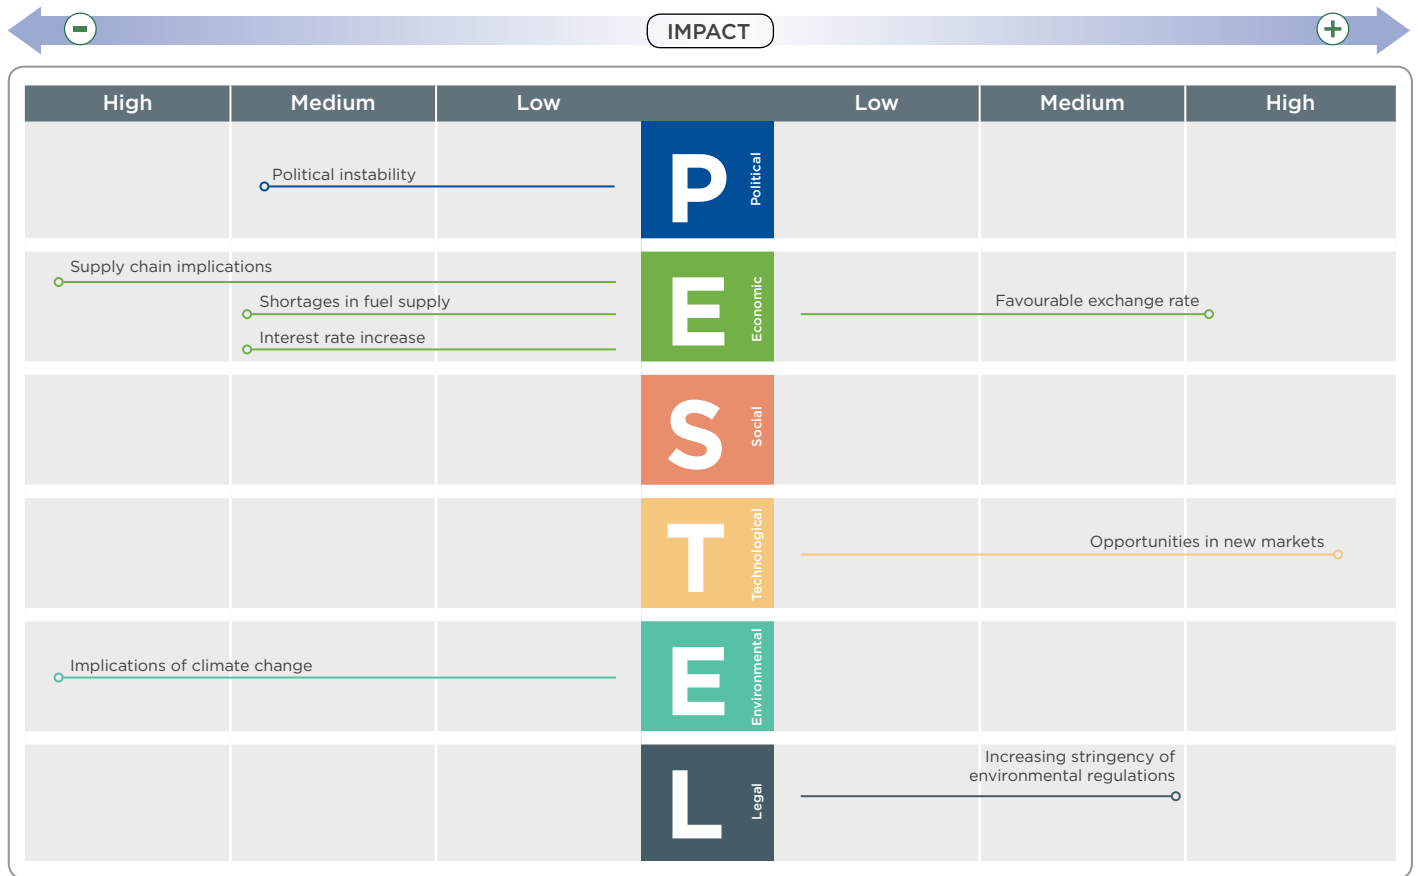 −
IMPACT
+
High Medium Low Low Medium High
Political instability
P
Political
Supply chain implications
Shortages in fuel supply
Interest rate increase
E
Economic
Favourable exchange rate
S
Social
T
Technological
Opportunities in new markets
Implications of climate change
E
Environmental
L
Legal
Increasing stringency of
environmental regulations